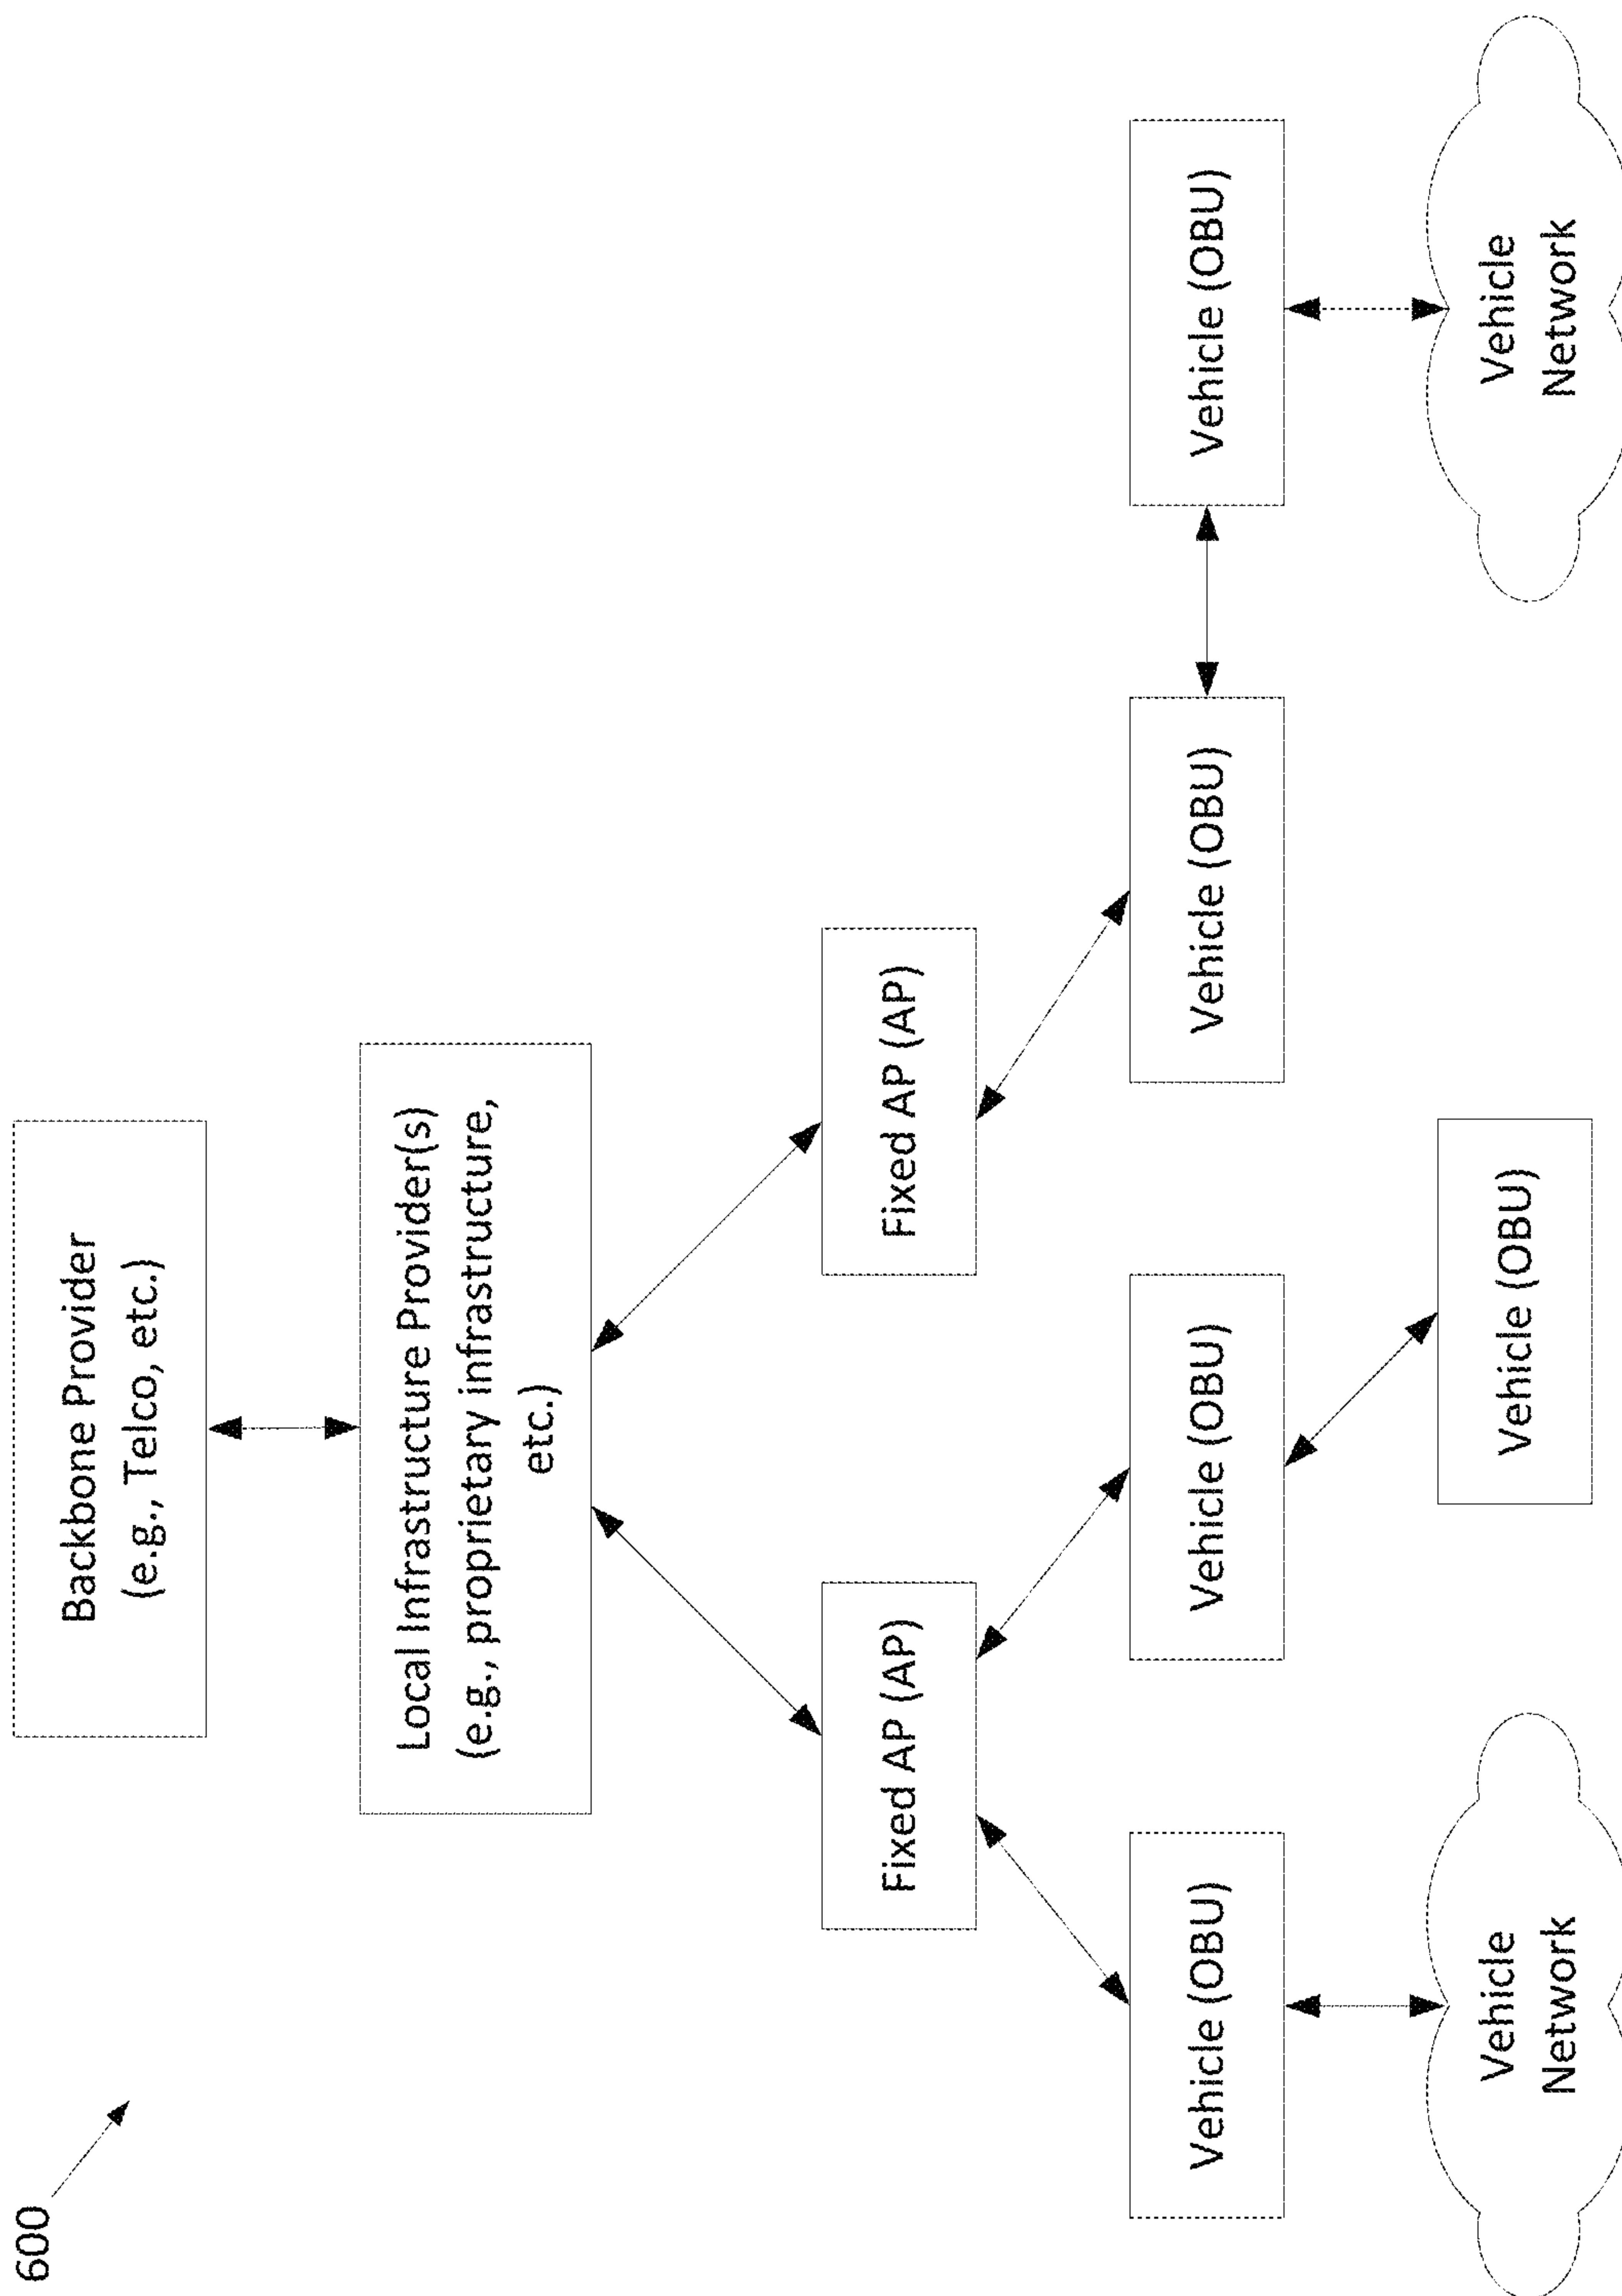 600
Backbone Provider
(e.g., Telco, etc.)
Local Infrastructure Provider(s)
(e.g., proprietary infrastructure,
etc.)
Fixed AP (AP)
Fixed AP (AP)
Vehicle (OBU)
Vehicle (OBU)
Vehicle (OBU)
Vehicle (OBU)
Vehicle
Network
Vehicle (OBU)
Vehicle
Network